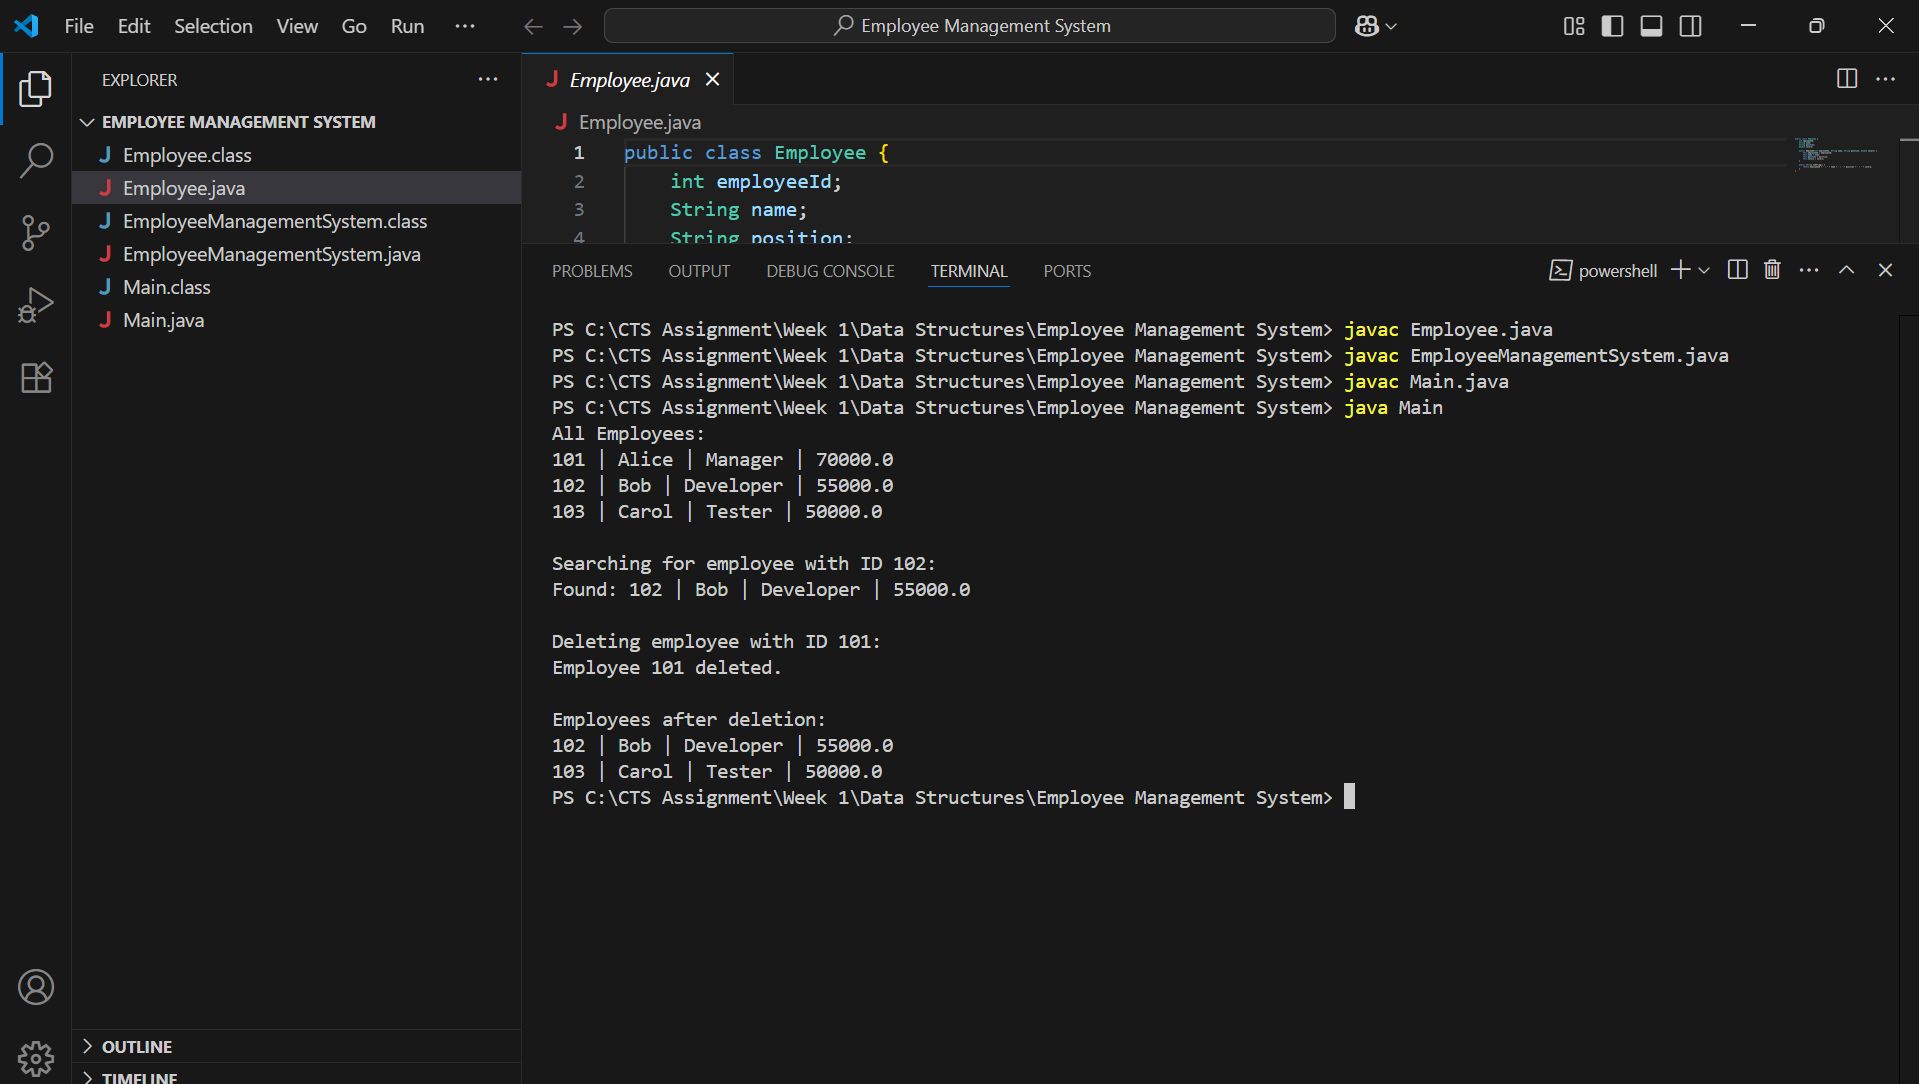 File Edit Selection View Go Run ···
Employee Management System
EXPLORER
EMPLOYEE MANAGEMENT SYSTEM
Employee.class
Employee.java
EmployeeManagementSystem.class
EmployeeManagementSystem.java
Main.class
Main.java
OUTLINE
TIMELINE
Employee.java
Employee.java
1 public class Employee {
2 int employeeId;
3 String name;
4 String position;
PROBLEMS OUTPUT DEBUG CONSOLE TERMINAL PORTS
powershell
PS C:\CTS Assignment\Week 1\Data Structures\Employee Management System> javac Employee.java
PS C:\CTS Assignment\Week 1\Data Structures\Employee Management System> javac EmployeeManagementSystem.java
PS C:\CTS Assignment\Week 1\Data Structures\Employee Management System> javac Main.java
PS C:\CTS Assignment\Week 1\Data Structures\Employee Management System> java Main
All Employees:
101 | Alice | Manager | 70000.0
102 | Bob | Developer | 55000.0
103 | Carol | Tester | 50000.0
Searching for employee with ID 102:
Found: 102 | Bob | Developer | 55000.0
Deleting employee with ID 101:
Employee 101 deleted.
Employees after deletion:
102 | Bob | Developer | 55000.0
103 | Carol | Tester | 50000.0
PS C:\CTS Assignment\Week 1\Data Structures\Employee Management System>